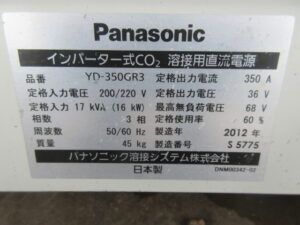 Panasonic
インバーター式CO₂ 溶接用直流電源
品番 YD-350GR3 定格出力電流 350 A
定格入力電圧 200/220 V 定格出力電圧 36 V
定格入力 17 kVA (16 kW) 最高無負荷電圧 68 V
相数 3 相 定格使用率 60 %
周波数 50/60 Hz 製造年 2012 年
質量 45 kg 製造番号 S 5775
パナソニック溶接システム株式会社
日本製 DNM00342-02